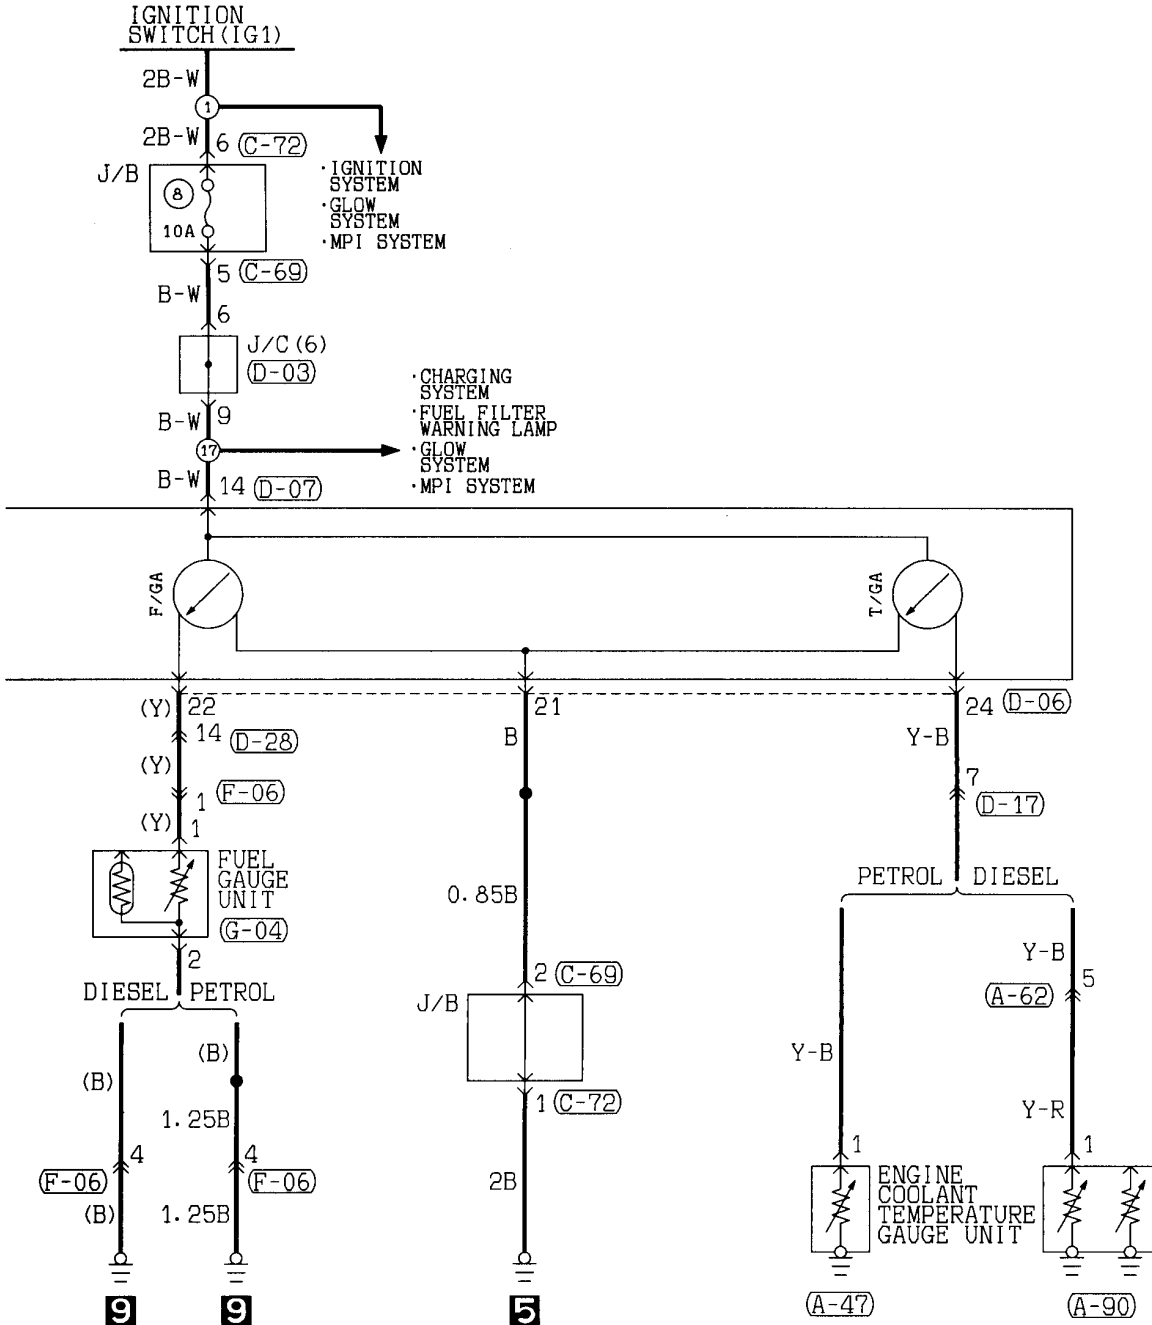 IGNITION
SWITCH(IG1)
2B-W
1
2B-W
6
C-72
J/B
8
10A
·IGNITION
SYSTEM
·GLOW
SYSTEM
·MPI SYSTEM
5
C-69
B-W
6
J/C(6)
D-03
9
B-W
17
·CHARGING
SYSTEM
·FUEL FILTER
WARNING LAMP
·GLOW
SYSTEM
·MPI SYSTEM
B-W
14
D-07
F/GA
T/GA
(Y)
22
21
24
D-06
14
D-28
B
Y-B
(Y)
7
1
F-06
D-17
(Y)
1
FUEL
GAUGE
UNIT
G-04
PETROL
DIESEL
0.85B
2
Y-B
2
C-69
5
A-62
DIESEL
PETROL
J/B
(B)
(B)
Y-B
1
C-72
1.25B
Y-R
4
4
1
1
F-06
F-06
2B
ENGINE
COOLANT
TEMPERATURE
GAUGE UNIT
(B)
1.25B
9
9
5
A-47
A-90